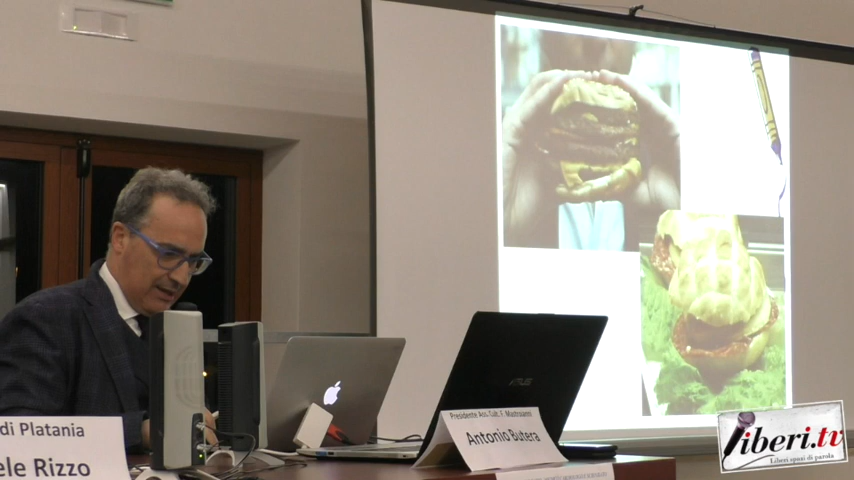 di Platania
ele Rizzo
Presidente Ass. Cult. F. Mastroianni
Antonio Butera
liberi.tv
Liberi spazi di parola